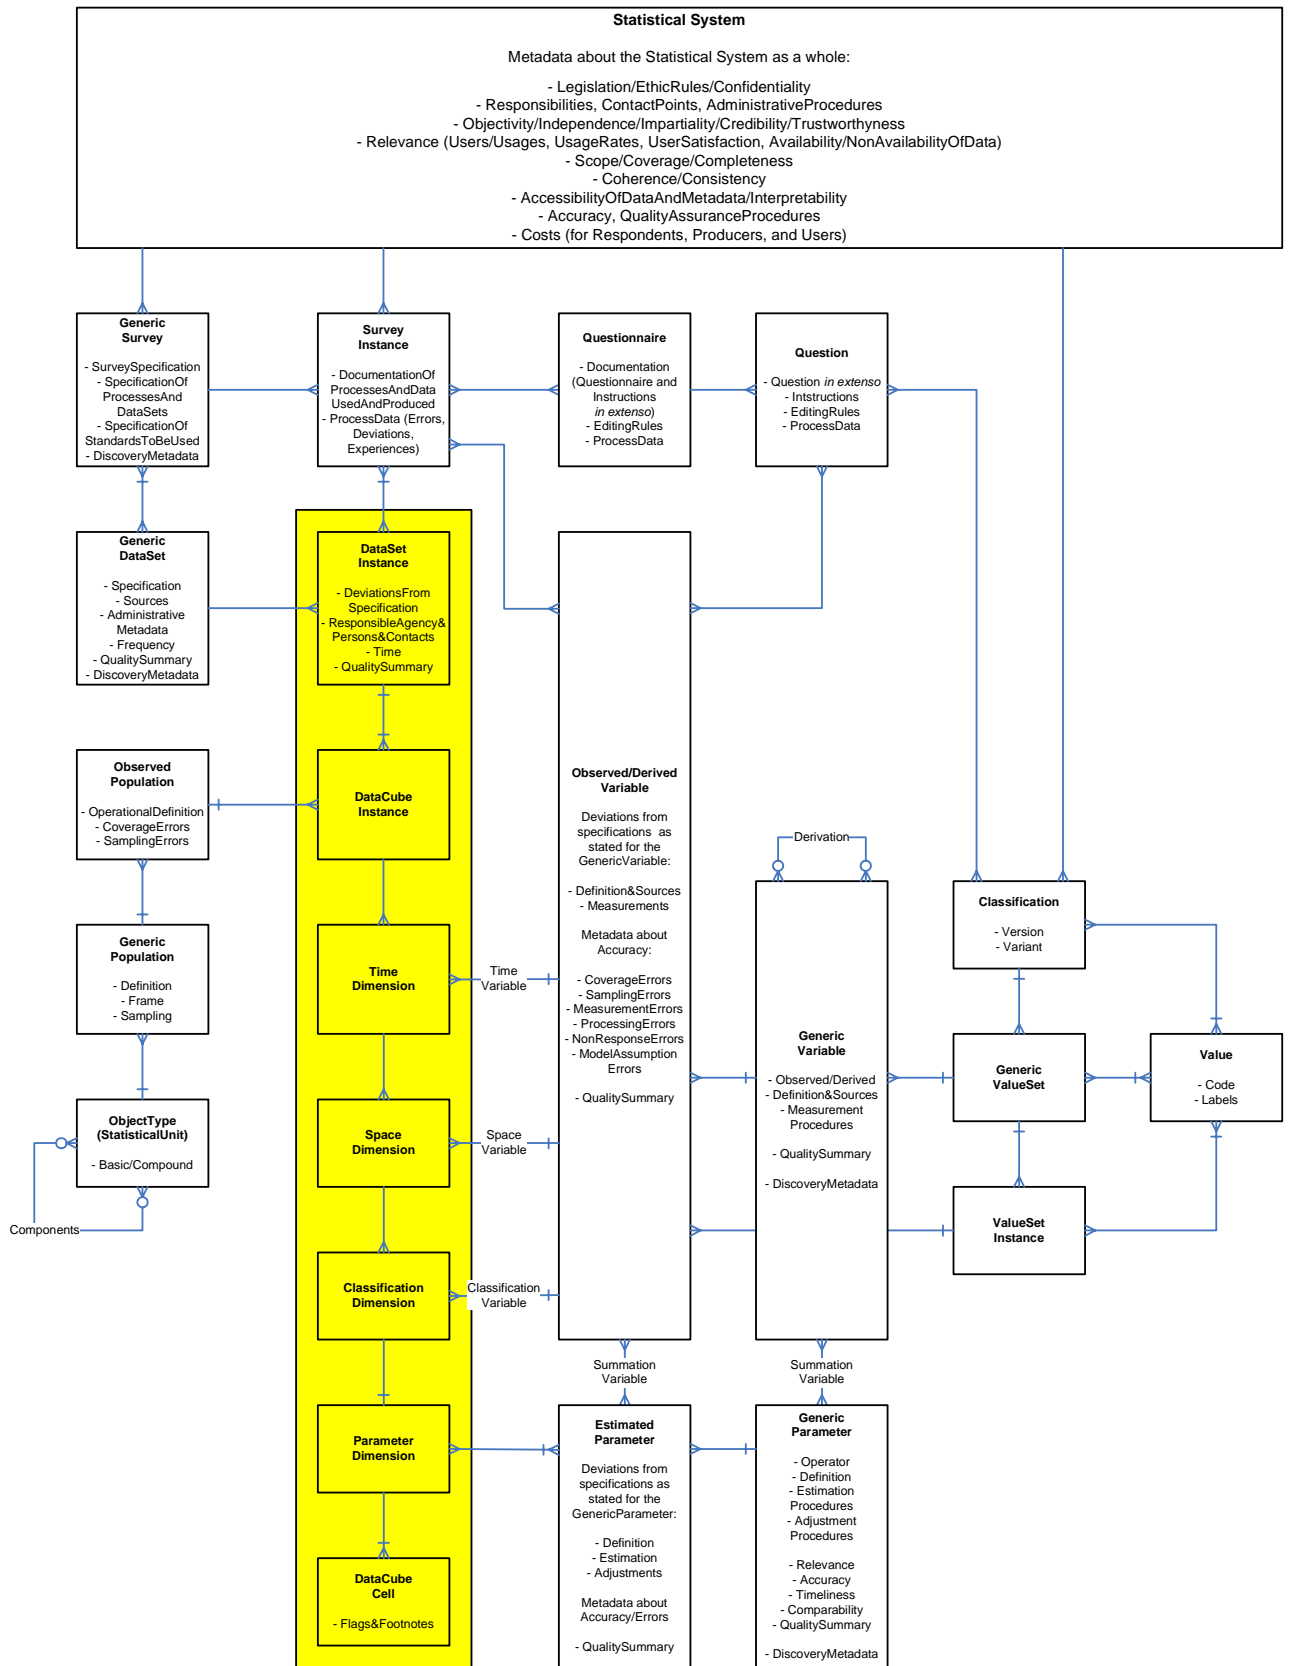 Statistical System
Metadata about the Statistical System as a whole:
- Legislation/EthicRules/Confidentiality
- Responsibilities, ContactPoints, AdministrativeProcedures
- Objectivity/Independence/Impartiality/Credibility/Trustworthyness
- Relevance (Users/Usages, UsageRates, UserSatisfaction, Availability/NonAvailabilityOfData)
- Scope/Coverage/Completeness
- Coherence/Consistency
- AccessibilityOfDataAndMetadata/Interpretability
- Accuracy, QualityAssuranceProcedures
- Costs (for Respondents, Producers, and Users)
Generic
Survey
- SurveySpecification
- SpecificationOf
ProcessesAnd
DataSets
- SpecificationOf
StandardsToBeUsed
- DiscoveryMetadata
Survey
Instance
- DocumentationOf
ProcessesAndData
UsedAndProduced
- ProcessData (Errors,
Deviations,
Experiences)
Questionnaire
- Documentation
(Questionnaire and
Instructions
in extenso)
- EditingRules
- ProcessData
Question
- Question in extenso
- Intstructions
- EditingRules
- ProcessData
Generic
DataSet
- Specification
- Sources
- Administrative
Metadata
- Frequency
- QualitySummary
- DiscoveryMetadata
DataSet
Instance
- DeviationsFrom
Specification
- ResponsibleAgency&
Persons&Contacts
- Time
- QualitySummary
Observed
Population
- OperationalDefinition
- CoverageErrors
- SamplingErrors
DataCube
Instance
Observed/Derived
Variable
Deviations from
specifications as
stated for the
GenericVariable:
- Definition&Sources
- Measurements
Metadata about
Accuracy:
- CoverageErrors
- SamplingErrors
- MeasurementErrors
- ProcessingErrors
- NonResponseErrors
- ModelAssumption
Errors
- QualitySummary
Derivation
Classification
- Version
- Variant
Generic
Population
- Definition
- Frame
- Sampling
Time
Dimension
Time
Variable
Generic
Variable
- Observed/Derived
- Definition&Sources
- Measurement
Procedures
- QualitySummary
- DiscoveryMetadata
Generic
ValueSet
Value
- Code
- Labels
ObjectType
(StatisticalUnit)
- Basic/Compound
Components
Space
Dimension
Space
Variable
ValueSet
Instance
Classification
Dimension
Classification
Variable
Summation
Variable
Summation
Variable
Parameter
Dimension
Estimated
Parameter
Deviations from
specifications as
stated for the
GenericParameter:
- Definition
- Estimation
- Adjustments
Metadata about
Accuracy/Errors
- QualitySummary
Generic
Parameter
- Operator
- Definition
- Estimation
Procedures
- Adjustment
Procedures
- Relevance
- Accuracy
- Timeliness
- Comparability
- QualitySummary
- DiscoveryMetadata
DataCube
Cell
- Flags&Footnotes